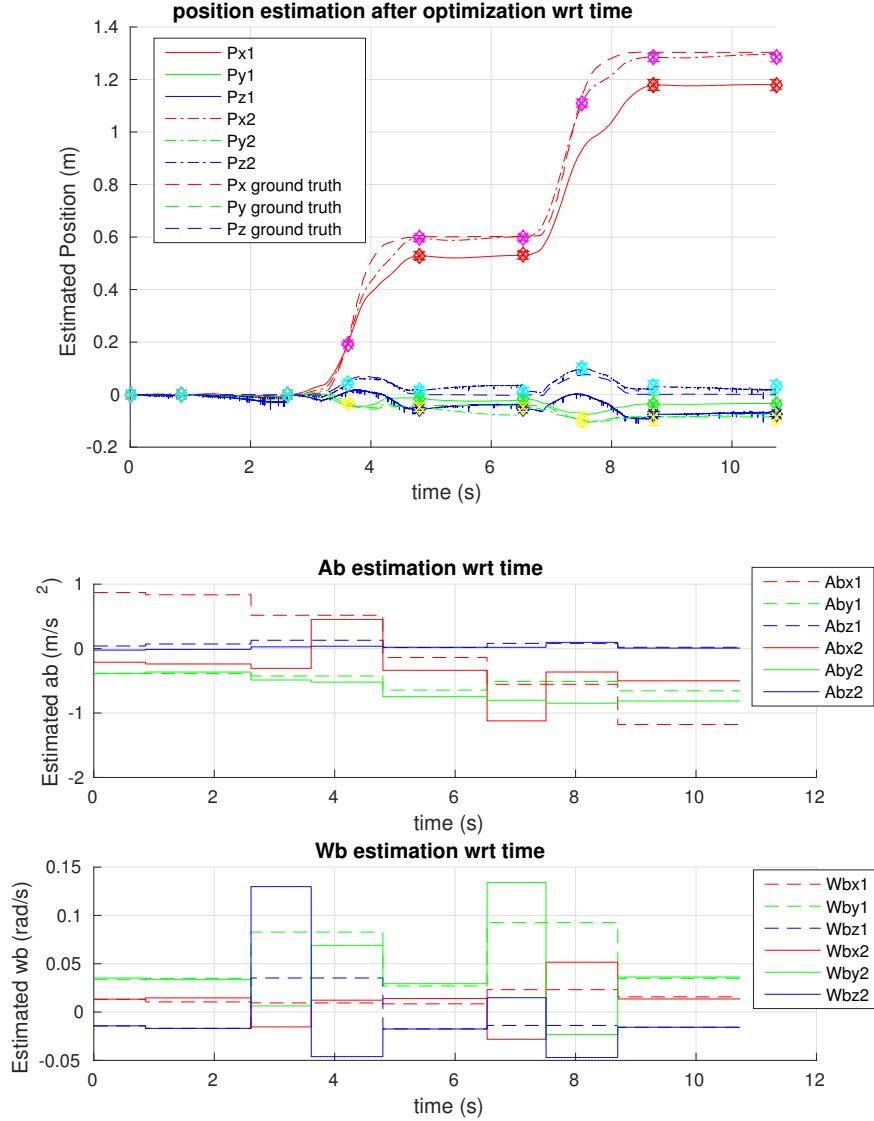 position estimation after optimization wrt time
Estimated Position (m)
1.4
1.2
1
0.8
0.6
0.4
0.2
0
-0.2
Px1
Py1
Pz1
Px2
Py2
Pz2
Px ground truth
Py ground truth
Pz ground truth
0 2 4 6 8 10
time (s)
Ab estimation wrt time
Estimated ab (m/s 2)
1
0
-1
-2
Abx1
Aby1
Abz1
Abx2
Aby2
Abz2
0 2 4 6 8 10 12
time (s)
Wb estimation wrt time
Estimated wb (rad/s)
0.15
0.1
0.05
0
-0.05
Wbx1
Wby1
Wbz1
Wbx2
Wby2
Wbz2
0 2 4 6 8 10 12
time (s)